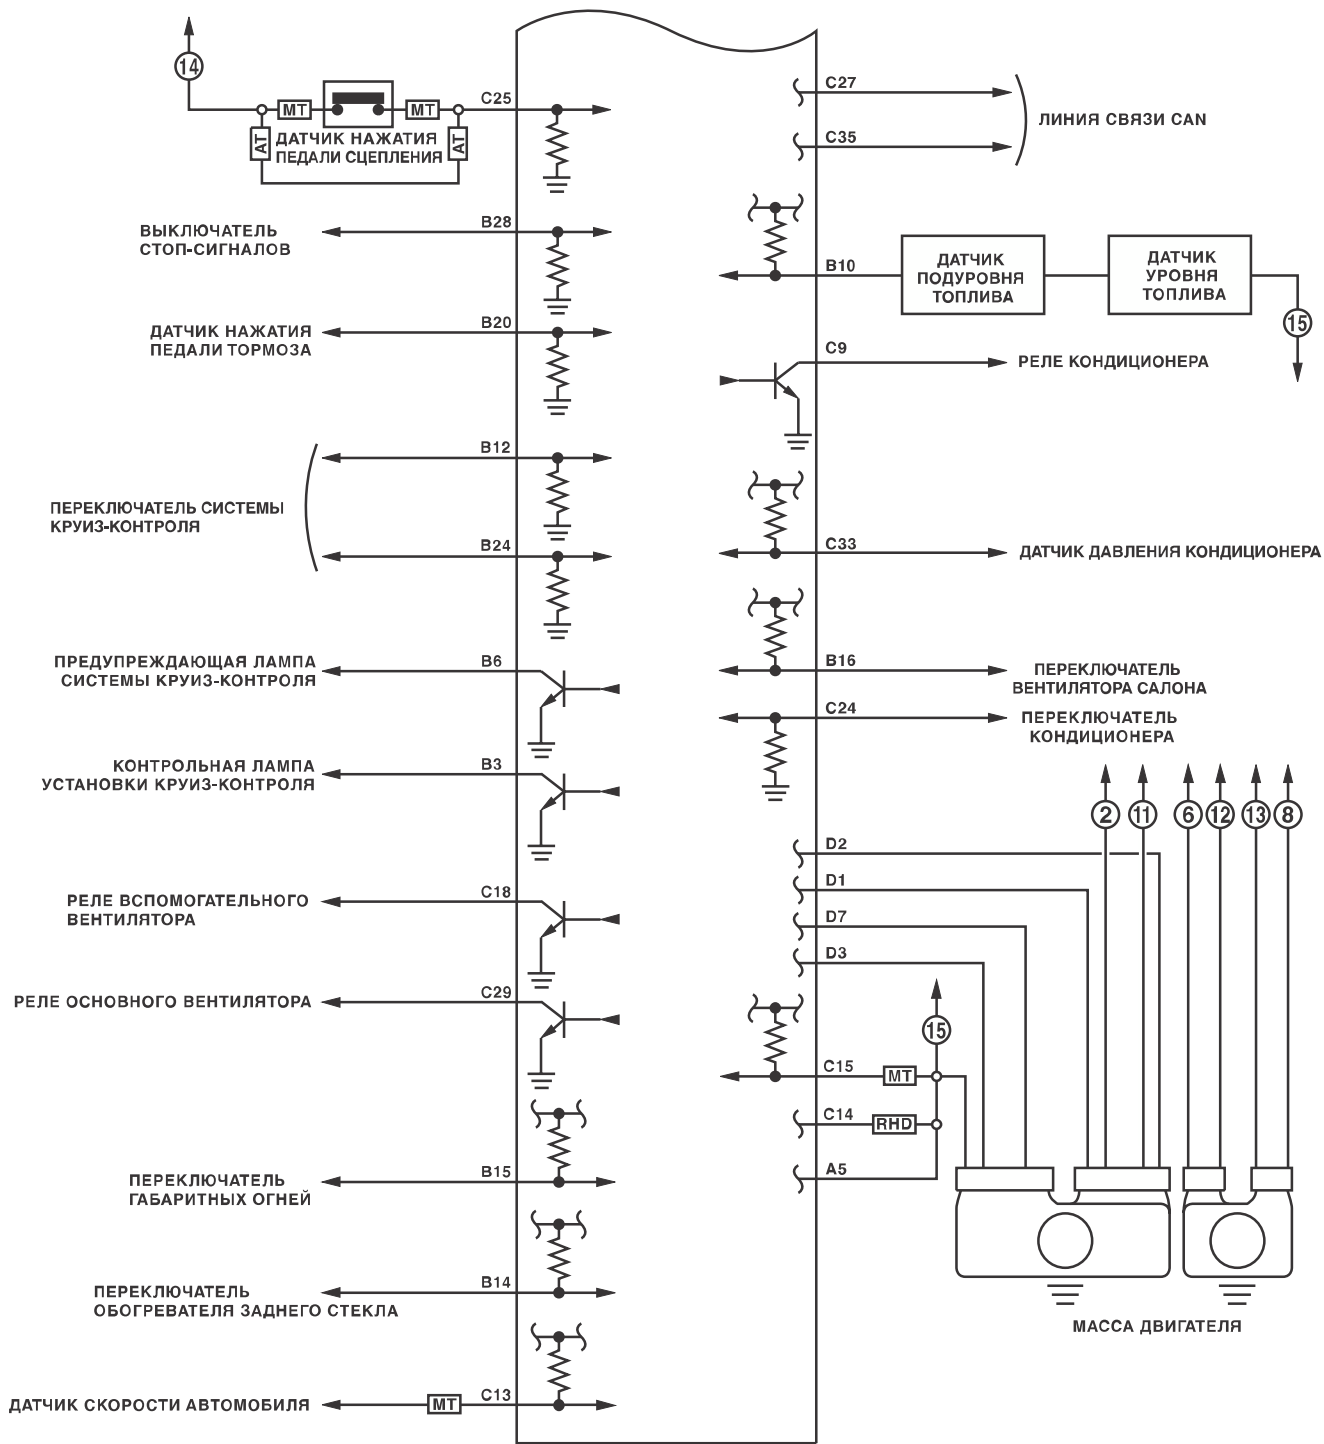 14
C25
MT
MT
AT
AT
ДАТЧИК НАЖАТИЯ
ПЕДАЛИ СЦЕПЛЕНИЯ
B28
ВЫКЛЮЧАТЕЛЬ
СТОП-СИГНАЛОВ
B20
ДАТЧИК НАЖАТИЯ
ПЕДАЛИ ТОРМОЗА
B12
ПЕРЕКЛЮЧАТЕЛЬ СИСТЕМЫ
КРУИЗ-КОНТРОЛЯ
B24
B6
ПРЕДУПРЕЖДАЮЩАЯ ЛАМПА
СИСТЕМЫ КРУИЗ-КОНТРОЛЯ
B3
КОНТРОЛЬНАЯ ЛАМПА
УСТАНОВКИ КРУИЗ-КОНТРОЛЯ
C18
РЕЛЕ ВСПОМОГАТЕЛЬНОГО
ВЕНТИЛЯТОРА
C29
РЕЛЕ ОСНОВНОГО ВЕНТИЛЯТОРА
B15
ПЕРЕКЛЮЧАТЕЛЬ
ГАБАРИТНЫХ ОГНЕЙ
B14
ПЕРЕКЛЮЧАТЕЛЬ
ОБОГРЕВАТЕЛЯ ЗАДНЕГО СТЕКЛА
C13
ДАТЧИК СКОРОСТИ АВТОМОБИЛЯ
MT
C27
ЛИНИЯ СВЯЗИ CAN
C35
B10
ДАТЧИК
ПОДУРОВНЯ
ТОПЛИВА
ДАТЧИК
УРОВНЯ
ТОПЛИВА
15
C9
РЕЛЕ КОНДИЦИОНЕРА
C33
ДАТЧИК ДАВЛЕНИЯ КОНДИЦИОНЕРА
B16
ПЕРЕКЛЮЧАТЕЛЬ
ВЕНТИЛЯТОРА САЛОНА
C24
ПЕРЕКЛЮЧАТЕЛЬ
КОНДИЦИОНЕРА
2
11
6
12
13
8
D2
D1
D7
D3
15
C15
MT
C14
RHD
A5
МАССА ДВИГАТЕЛЯ